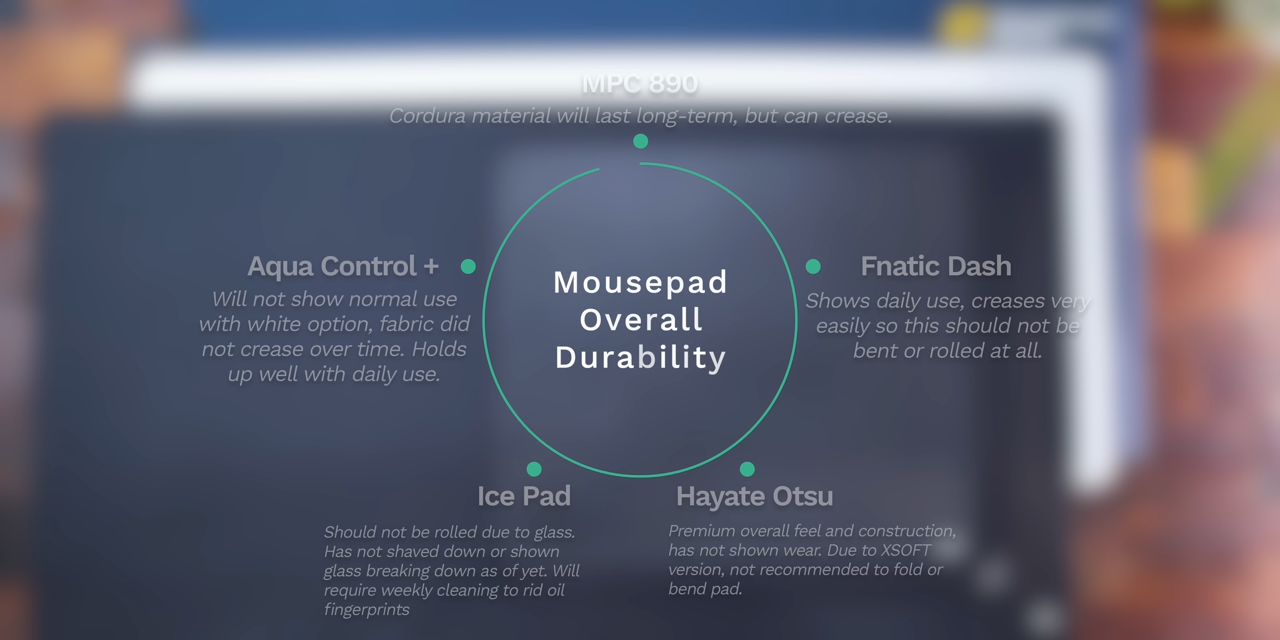 MPC 890
Cordura material will last long-term, but can crease.
Aqua Control +
Will not show normal use
with white option, fabric did
not crease over time. Holds
up well with daily use.
Mousepad
Overall
Durability
Fnatic Dash
Shows daily use, creases very
easily so this should not be
bent or rolled at all.
Ice Pad
Should not be rolled due to glass.
Has not shaved down or shown
glass breaking down as of yet. Will
require weekly cleaning to rid oil
fingerprints
Hayate Otsu
Premium overall feel and construction,
has not shown wear. Due to XSOFT
version, not recommended to fold or
bend pad.